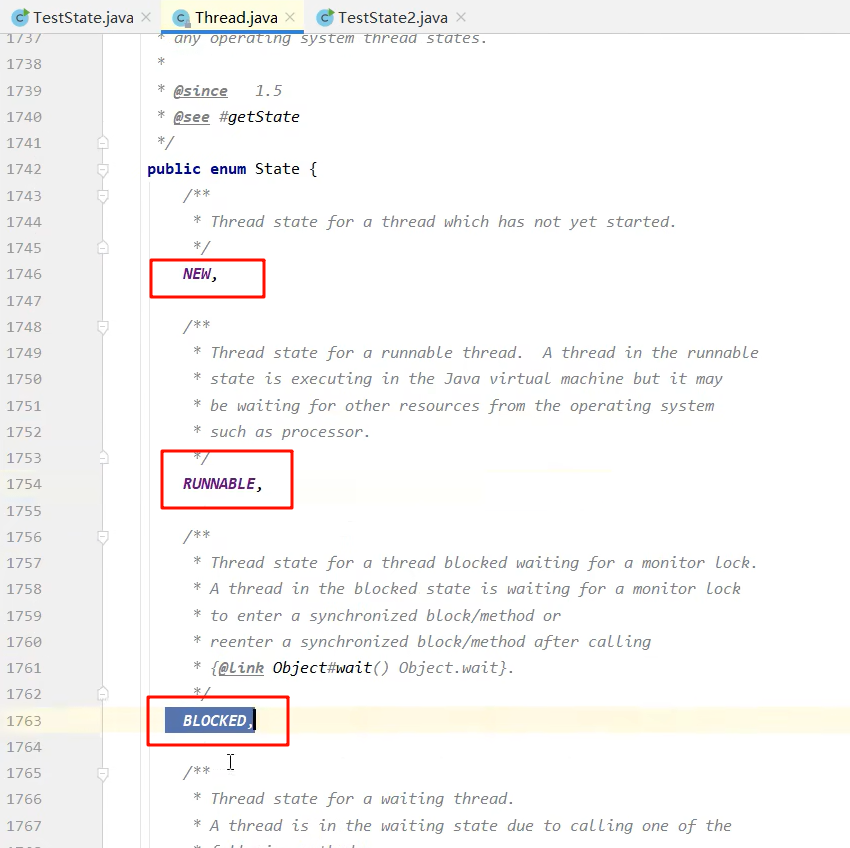 TestState.java Thread.java TestState2.java
1737 * any operating system thread states.
1738 *
1739 * @since 1.5
1740 * @see #getState
1741 */
1742 public enum State {
1743 /**
1744 * Thread state for a thread which has not yet started.
1745 */
1746 NEW,
1747
1748 /**
1749 * Thread state for a runnable thread.  A thread in the runnable
1750 * state is executing in the Java virtual machine but it may
1751 * be waiting for other resources from the operating system
1752 * such as processor.
1753 */
1754 RUNNABLE,
1755
1756 /**
1757 * Thread state for a thread blocked waiting for a monitor lock.
1758 * A thread in the blocked state is waiting for a monitor lock
1759 * to enter a synchronized block/method or
1760 * reenter a synchronized block/method after calling
1761 * {@link Object#wait() Object.wait}.
1762 */
1763 BLOCKED,
1764
1765 /**
1766 * Thread state for a waiting thread.
1767 * A thread is in the waiting state due to calling one of the